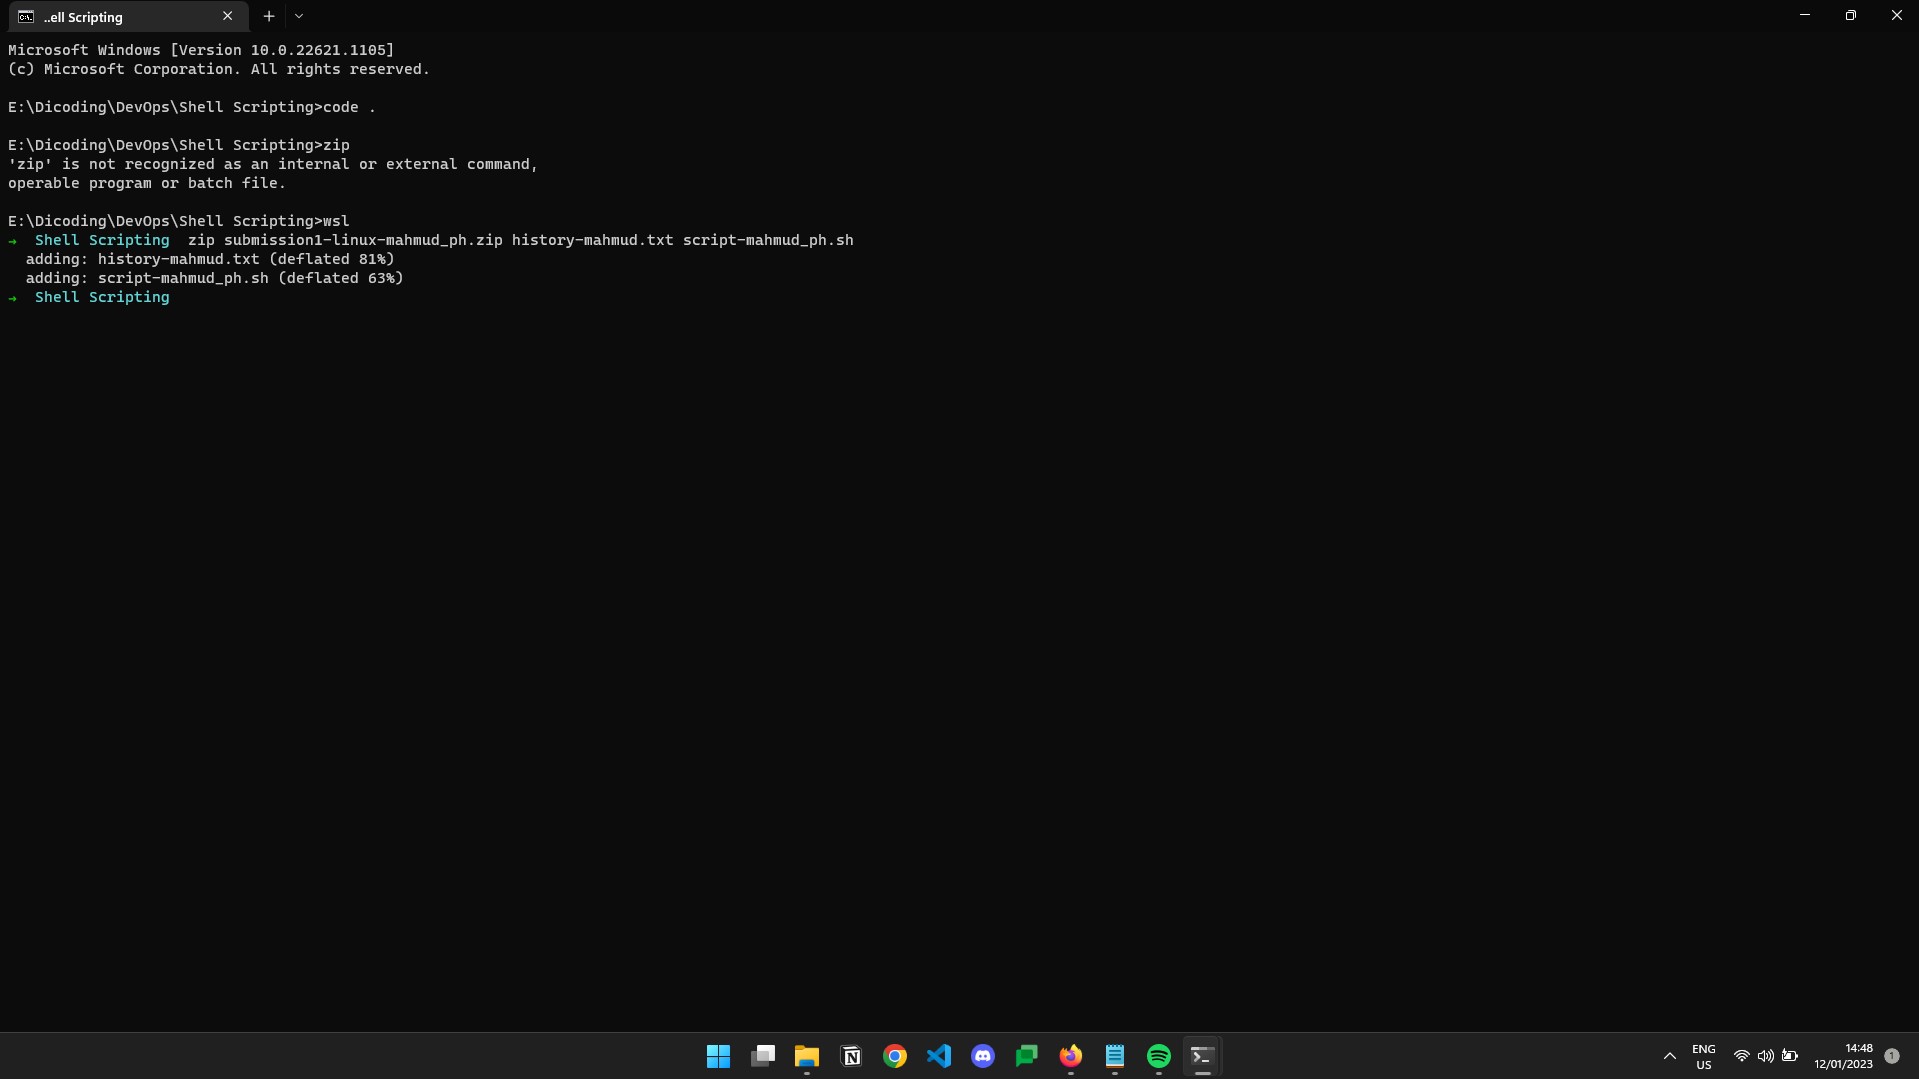 ..ell Scripting
Microsoft Windows [Version 10.0.22621.1105]
(c) Microsoft Corporation. All rights reserved.
E:\Dicoding\DevOps\Shell Scripting>code .
E:\Dicoding\DevOps\Shell Scripting>zip
'zip' is not recognized as an internal or external command,
operable program or batch file.
E:\Dicoding\DevOps\Shell Scripting>wsl
→  Shell Scripting  zip submission1-linux-mahmud_ph.zip history-mahmud.txt script-mahmud_ph.sh
  adding: history-mahmud.txt (deflated 81%)
  adding: script-mahmud_ph.sh (deflated 63%)
→  Shell Scripting
ENG
US
14:48
12/01/2023
1